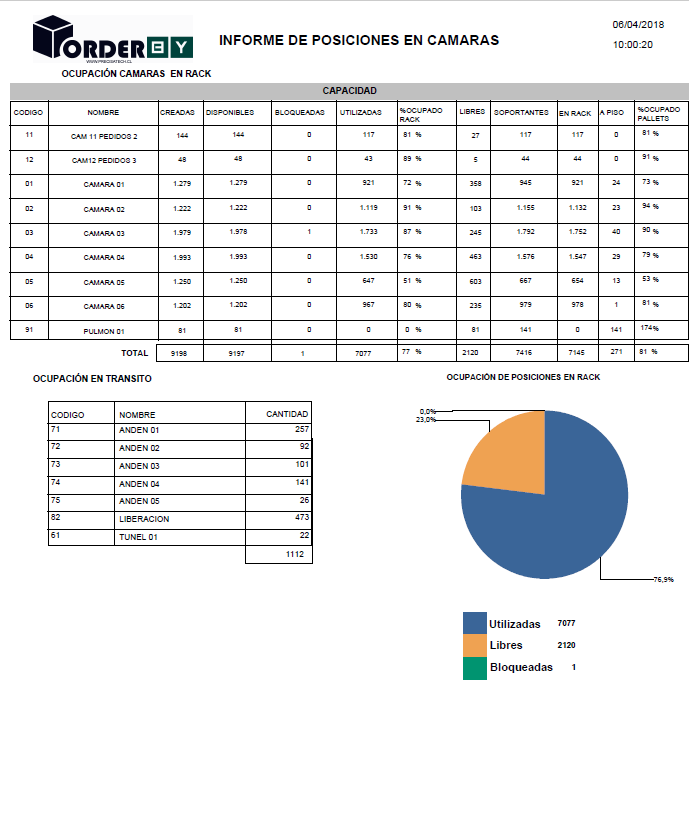 06/04/2018
ORDER BY
INFORME DE POSICIONES EN CAMARAS
10:00:20
WWW.PRECISATECH.CL
OCUPACIÓN CAMARAS EN RACK
CAPACIDAD
CODIGO NOMBRE CREADAS DISPONIBLES BLOQUEADAS UTILIZADAS %OCUPADO RACK LIBRES SOPORTANTES EN RACK A PISO %OCUPADO PALLETS
11 CAM 11 PEDIDOS 2 144 144 0 117 81 % 27 117 117 0 81 %
12 CAM12 PEDIDOS 3 48 48 0 43 89 % 5 44 44 0 91 %
01 CAMARA 01 1.279 1.279 0 921 72 % 358 945 921 24 73 %
02 CAMARA 02 1.222 1.222 0 1.119 91 % 103 1.155 1.132 23 94 %
03 CAMARA 03 1.979 1.978 1 1.733 87 % 245 1.792 1.752 40 90 %
04 CAMARA 04 1.993 1.993 0 1.530 76 % 463 1.576 1.547 29 79 %
05 CAMARA 05 1.250 1.250 0 647 51 % 603 667 654 13 53 %
06 CAMARA 06 1.202 1.202 0 967 80 % 235 979 978 1 81 %
91 PULMON 01 81 81 0 0 0 % 81 141 0 141 174%
TOTAL 9198 9197 1 7077 77 % 2120 7416 7145 271 81 %
OCUPACIÓN EN TRANSITO
CODIGO NOMBRE CANTIDAD
71 ANDEN 01 257
72 ANDEN 02 92
73 ANDEN 03 101
74 ANDEN 04 141
75 ANDEN 05 26
82 LIBERACION 473
61 TUNEL 01 22
1112
OCUPACIÓN DE POSICIONES EN RACK
0,0%
23,0%
76,9%
Utilizadas 7077
Libres 2120
Bloqueadas 1